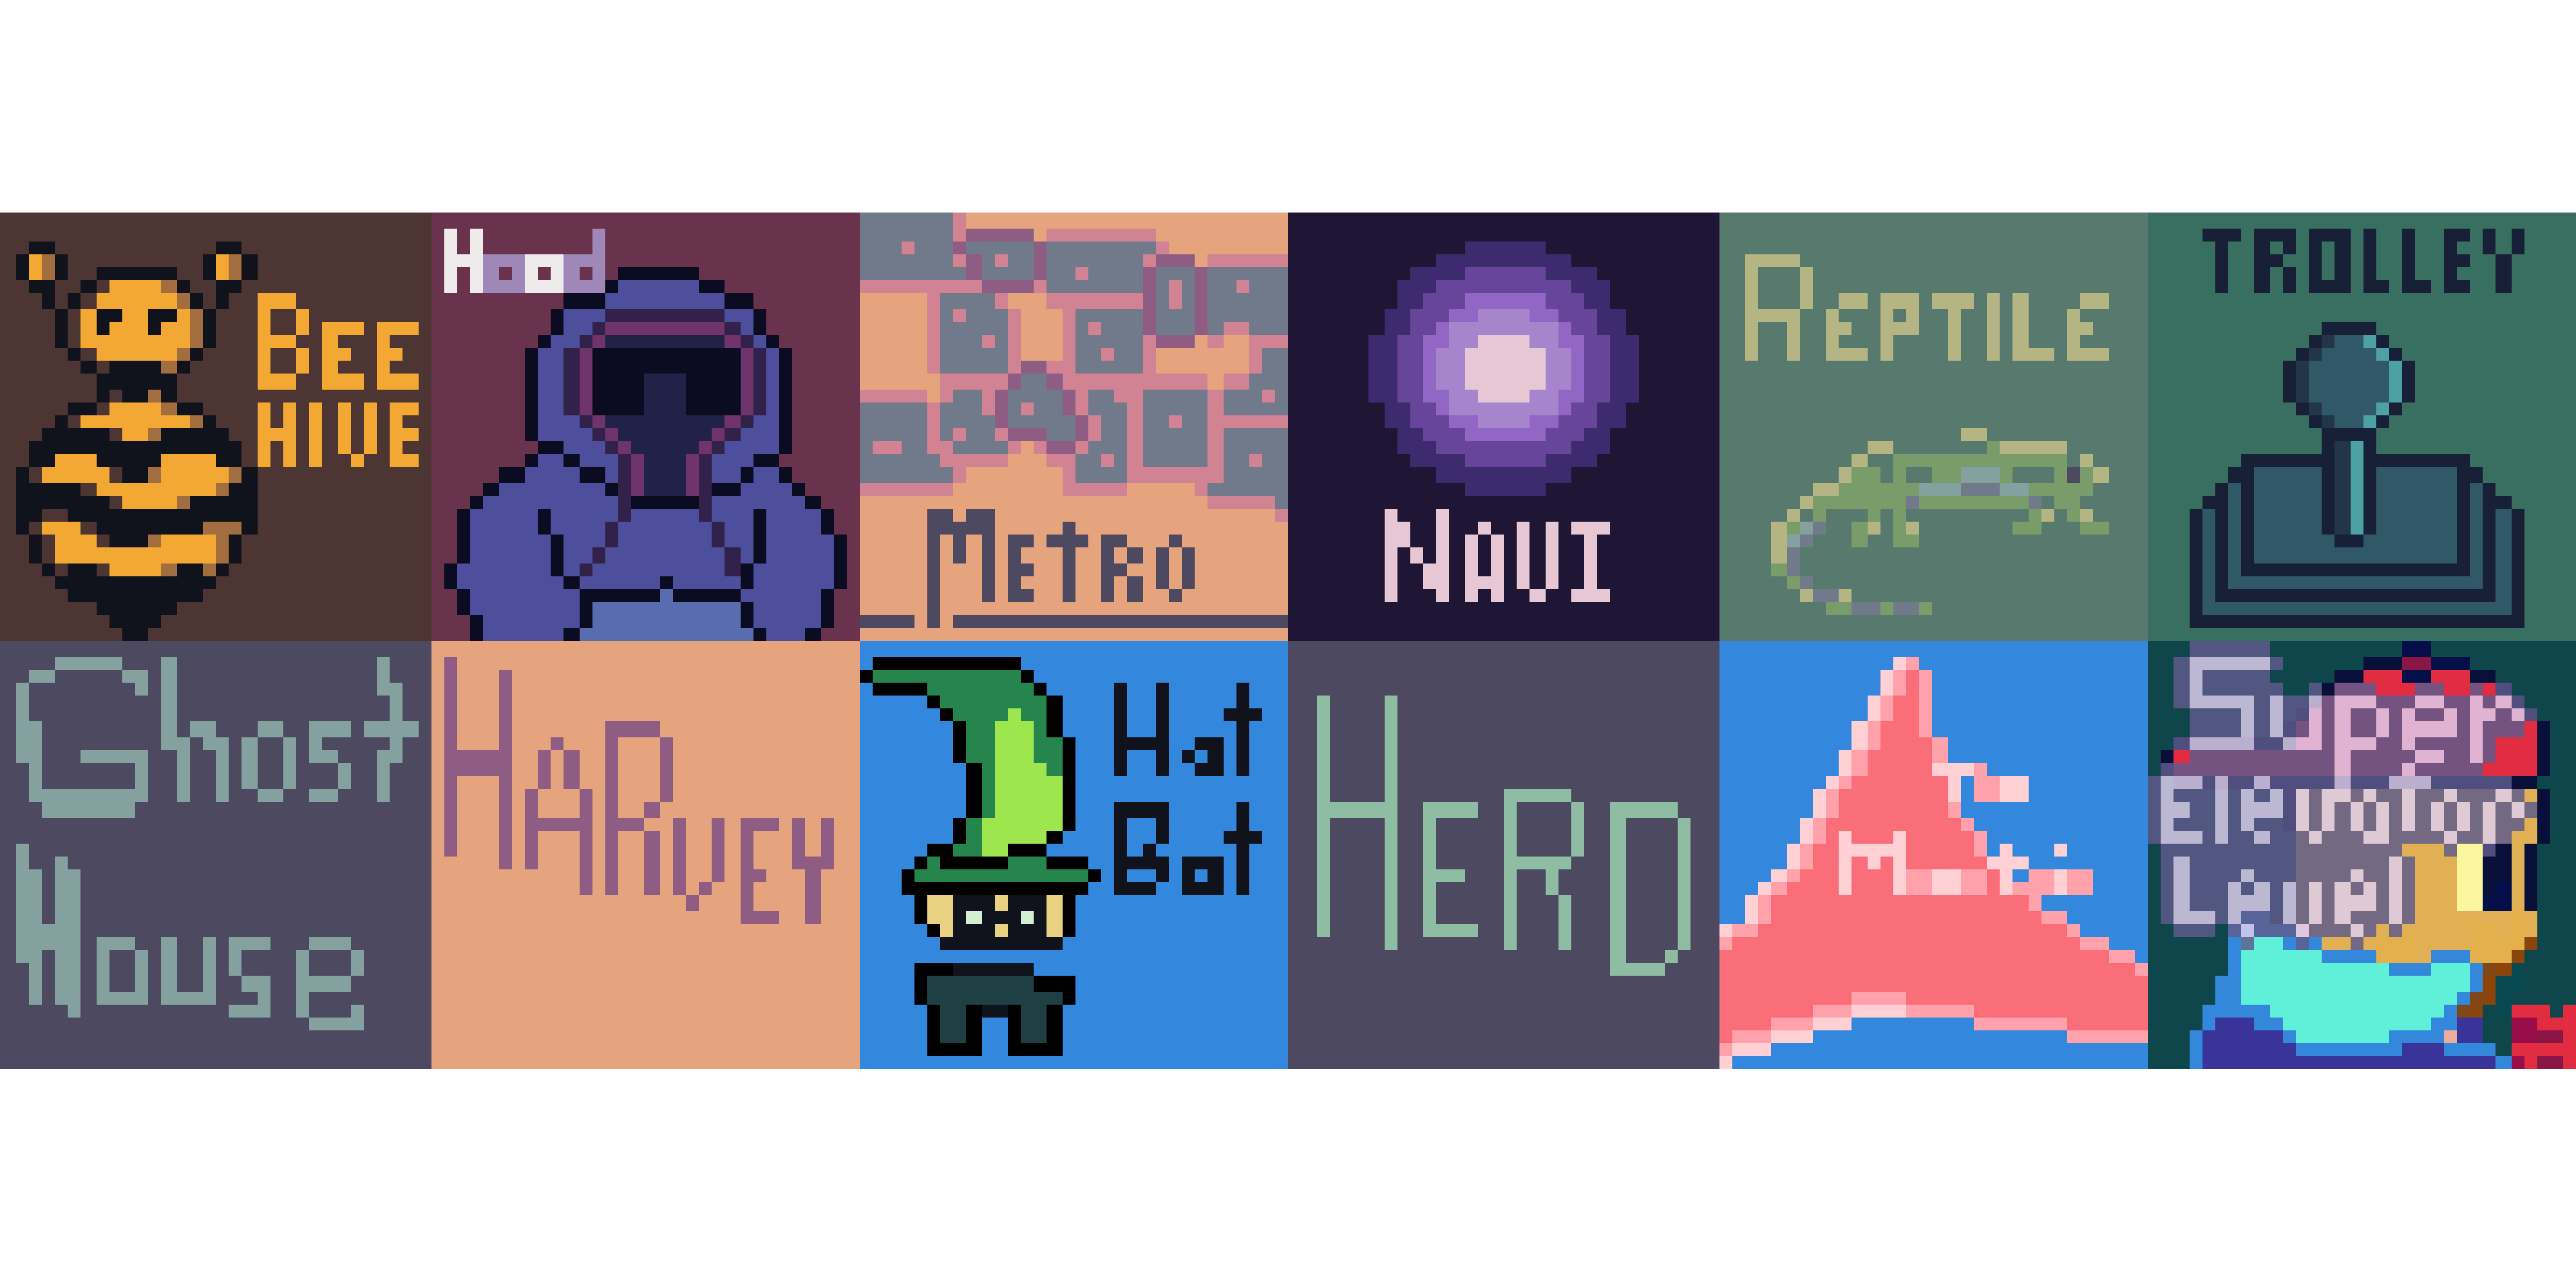 BEE
HIVE
Hood
METRO
NAVI
REPTILE
TROLLEY
Ghost
House
HARVEY
Hat
Bot
HERD
Super
Elevator
Level